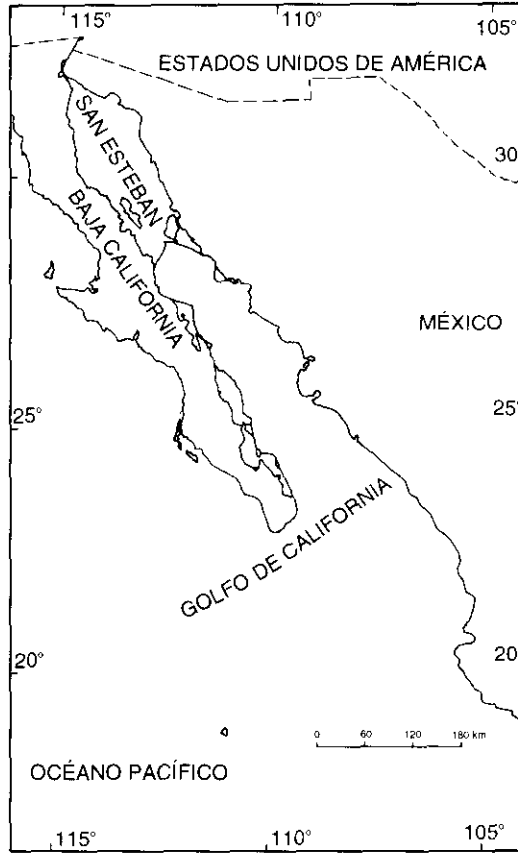 115°
110°
105°
ESTADOS UNIDOS DE AMÉRICA
SAN ESTEBAN
30
BAJA CALIFORNIA
MÉXICO
25°
25°
GOLFO DE CALIFORNIA
20°
20
0 60 120 180 km
OCÉANO PACÍFICO
115°
110°
105°